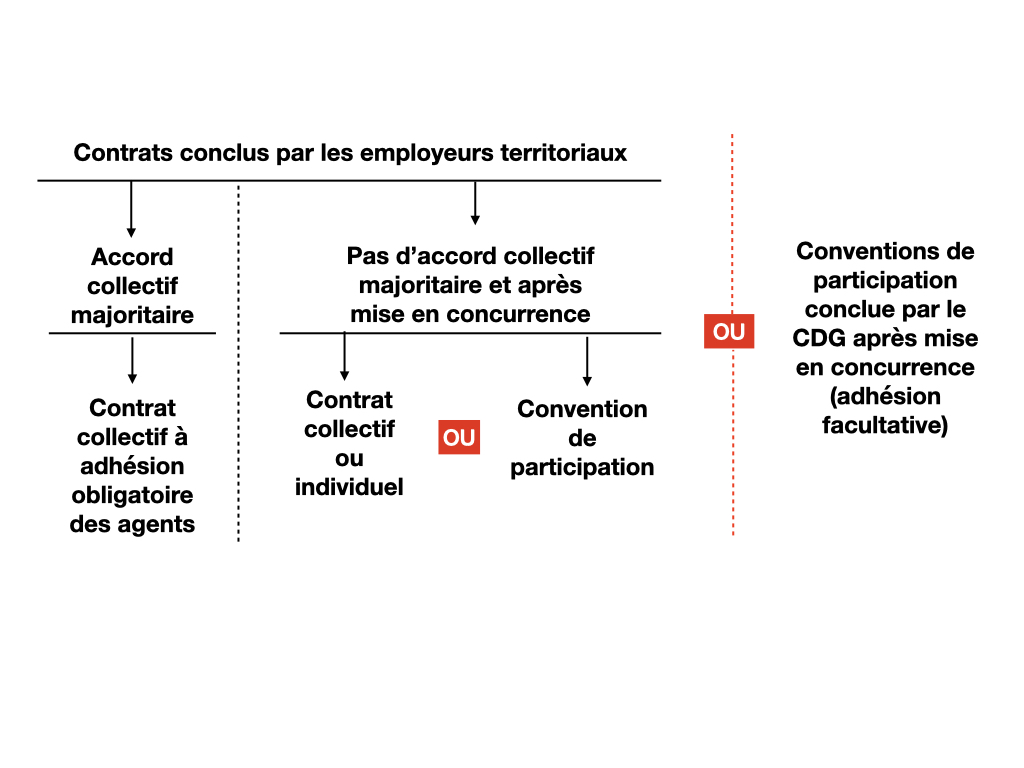 Contrats conclus par les employeurs territoriaux
Accord
collectif
majoritaire
Contrat
collectif à
adhésion
obligatoire
des agents
Pas d’accord collectif
majoritaire et après
mise en concurrence
Contrat
collectif
ou
individuel
OU
Convention
de
participation
OU
Conventions de
participation
conclue par le
CDG après mise
en concurrence
(adhésion
facultative)